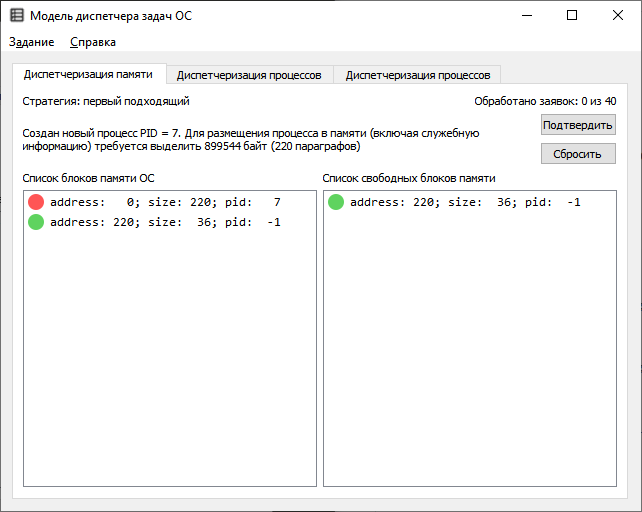 Модель диспетчера задач ОС
Задание Справка
Диспетчеризация памяти Диспетчеризация процессов Диспетчеризация процессов
Стратегия: первый подходящий Обработано заявок: 0 из 40
Подтвердить
Создан новый процесс PID = 7. Для размещения процесса в памяти (включая служебную
информацию) требуется выделить 899544 байт (220 параграфов)
Сбросить
Список блоков памяти ОС Список свободных блоков памяти
address: 0; size: 220; pid: 7 address: 220; size: 36; pid: -1
address: 220; size: 36; pid: -1